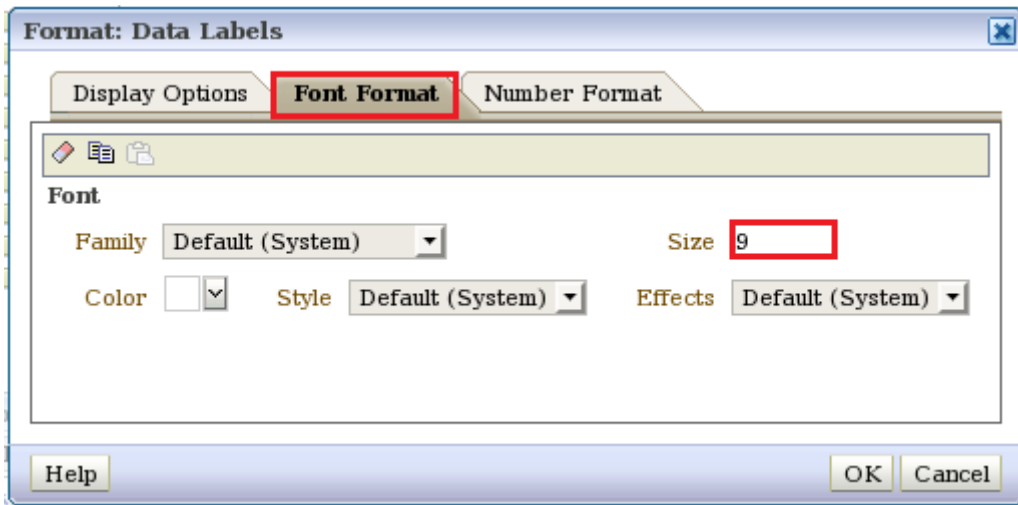 Format: Data Labels
Display Options Font Format Number Format
Font
Family Default (System) Size 9
Color Style Default (System) Effects Default (System)
Help OK Cancel